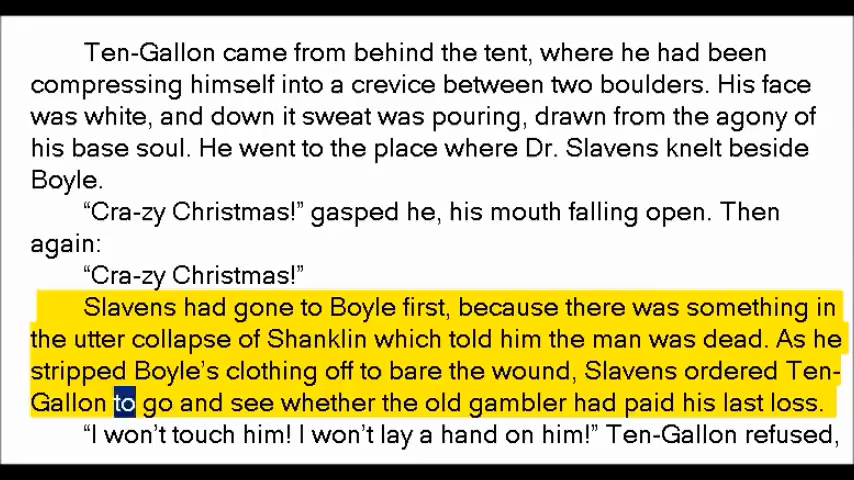 Ten-Gallon came from behind the tent, where he had been
compressing himself into a crevice between two boulders. His face
was white, and down it sweat was pouring, drawn from the agony of
his base soul. He went to the place where Dr. Slavens knelt beside
Boyle.
“Cra-zy Christmas!” gasped he, his mouth falling open. Then
again:
“Cra-zy Christmas!”
Slavens had gone to Boyle first, because there was something in
the utter collapse of Shanklin which told him the man was dead. As he
stripped Boyle’s clothing off to bare the wound, Slavens ordered Ten-
Gallon to go and see whether the old gambler had paid his last loss.
“I won’t touch him! I won’t lay a hand on him!” Ten-Gallon refused,